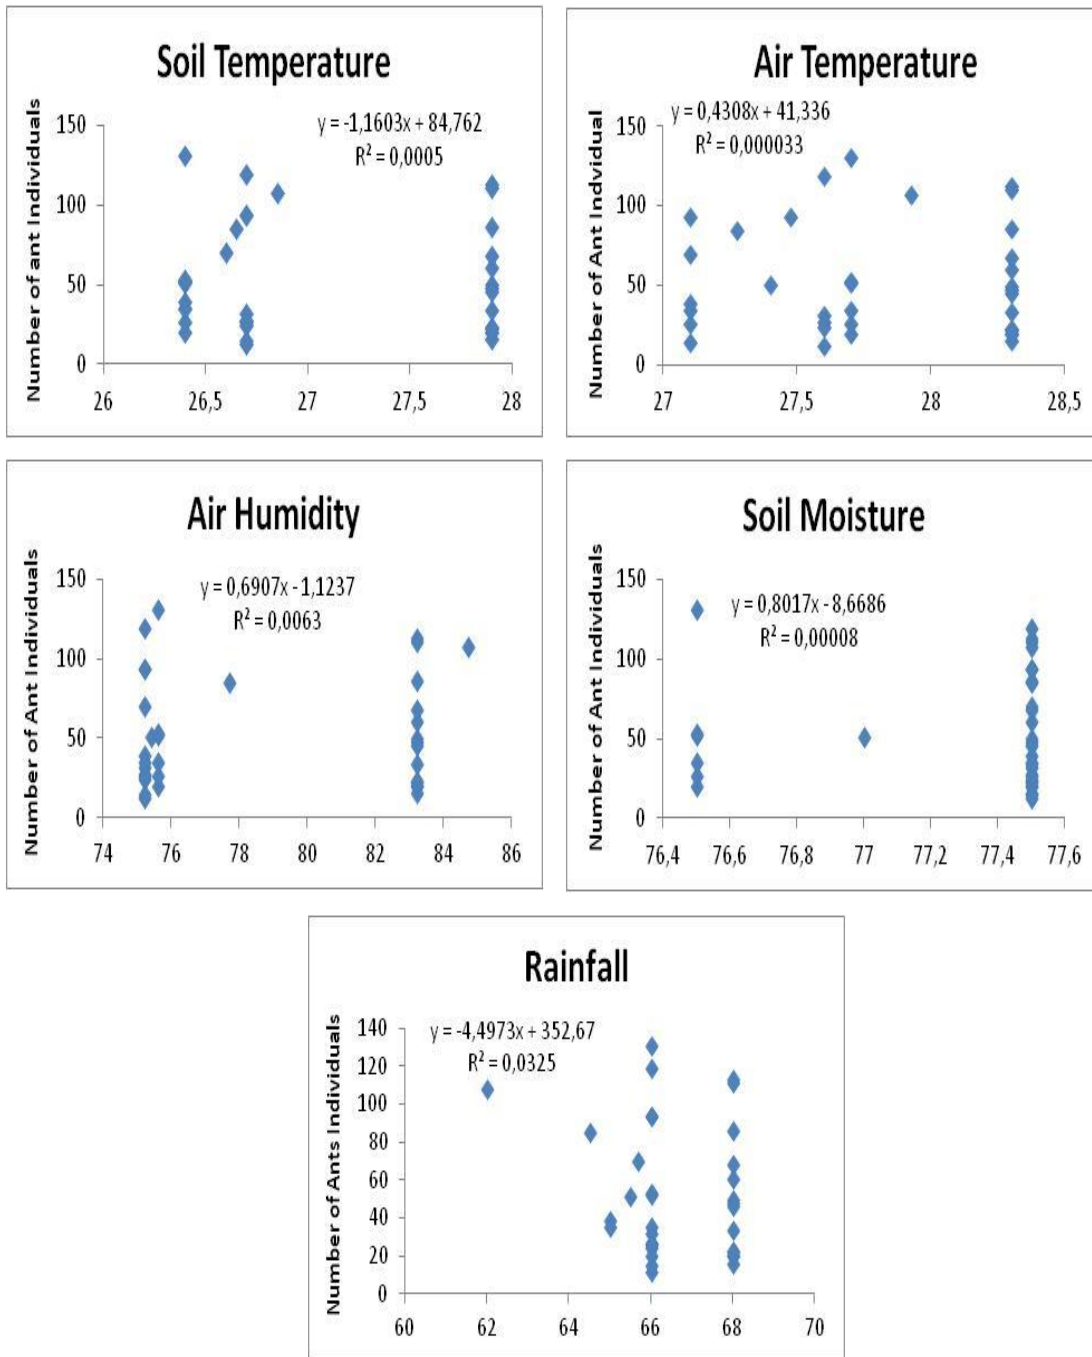 Soil Temperature
Number of ant Individuals
y = -1,1603x + 84,762
R² = 0,0005
150
100
50
0
26 26,5 27 27,5 28
Air Temperature
Number of Ant Indvidual
y = 0,4308x + 41,336
R² = 0,000033
150
100
50
0
27 27,5 28 28,5
Air Humidity
Number of Ant Individuals
y = 0,6907x - 1,1237
R² = 0,0063
150
100
50
0
74 76 78 80 82 84 86
Soil Moisture
Number of Ant Individuals
y = 0,8017x - 8,6686
R² = 0,00008
150
100
50
0
76,4 76,6 76,8 77 77,2 77,4 77,6
Rainfall
Number of Ants Individuals
y = -4,4973x + 352,67
R² = 0,0325
140
120
100
80
60
40
20
0
60 62 64 66 68 70